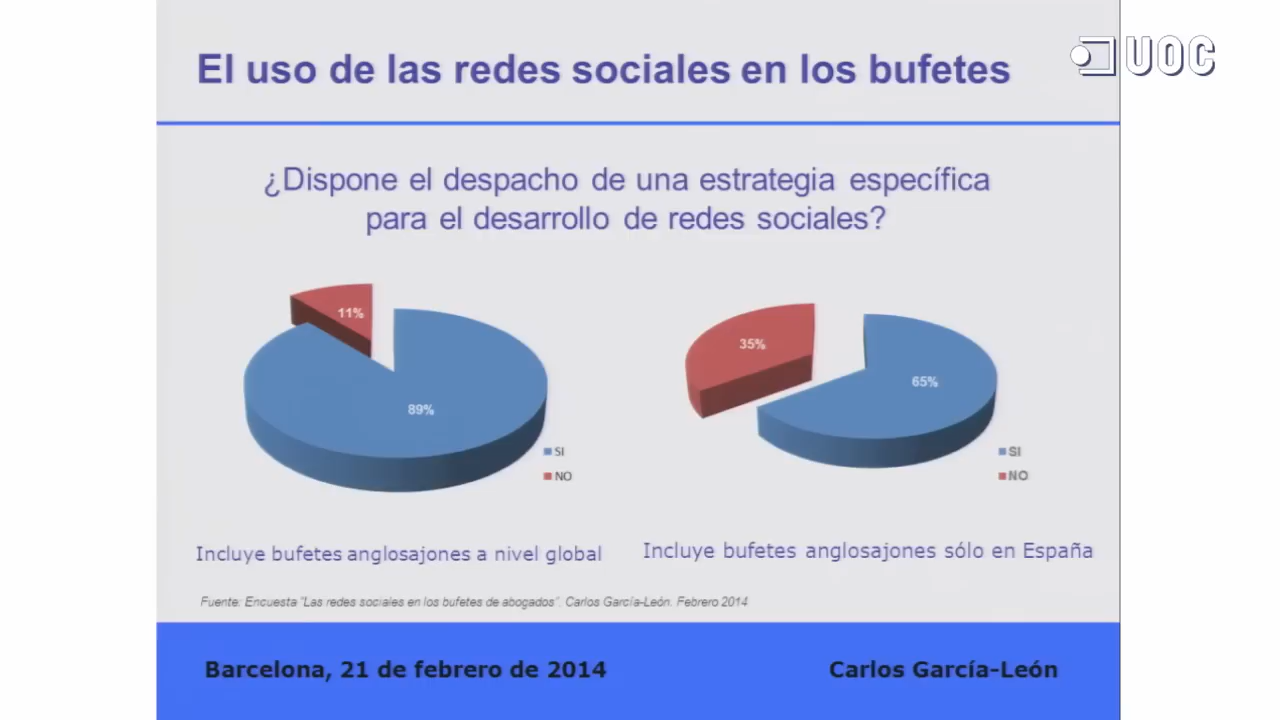 El uso de las redes sociales en los bufetes
UOC
¿Dispone el despacho de una estrategia específica
para el desarrollo de redes sociales?
11%
89%
SI
NO
35%
65%
SI
NO
Incluye bufetes anglosajones a nivel global
Incluye bufetes anglosajones sólo en España
Fuente: Encuesta "Las redes sociales en los bufetes de abogados". Carlos García-León. Febrero 2014
Barcelona, 21 de febrero de 2014
Carlos García-León